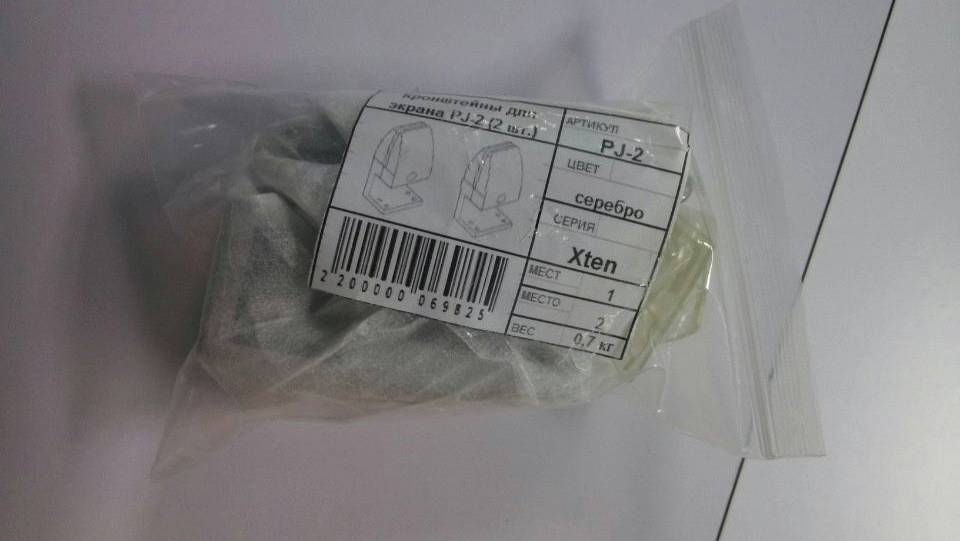 кронштейны для
экрана PJ-2 (2 шт.)
АРТИКУЛ
PJ-2
ЦВЕТ
серебро
СЕРИЯ
Xten
МЕСТ
1
МЕСТО
2
ВЕС
0,7 кг
2 200000 069825